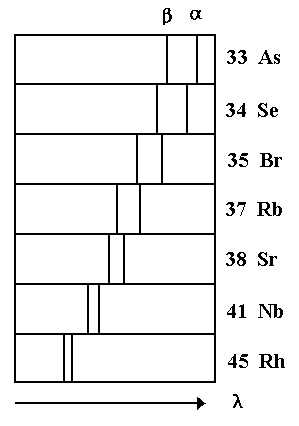 β α
33 As
34 Se
35 Br
37 Rb
38 Sr
41 Nb
45 Rh
λ